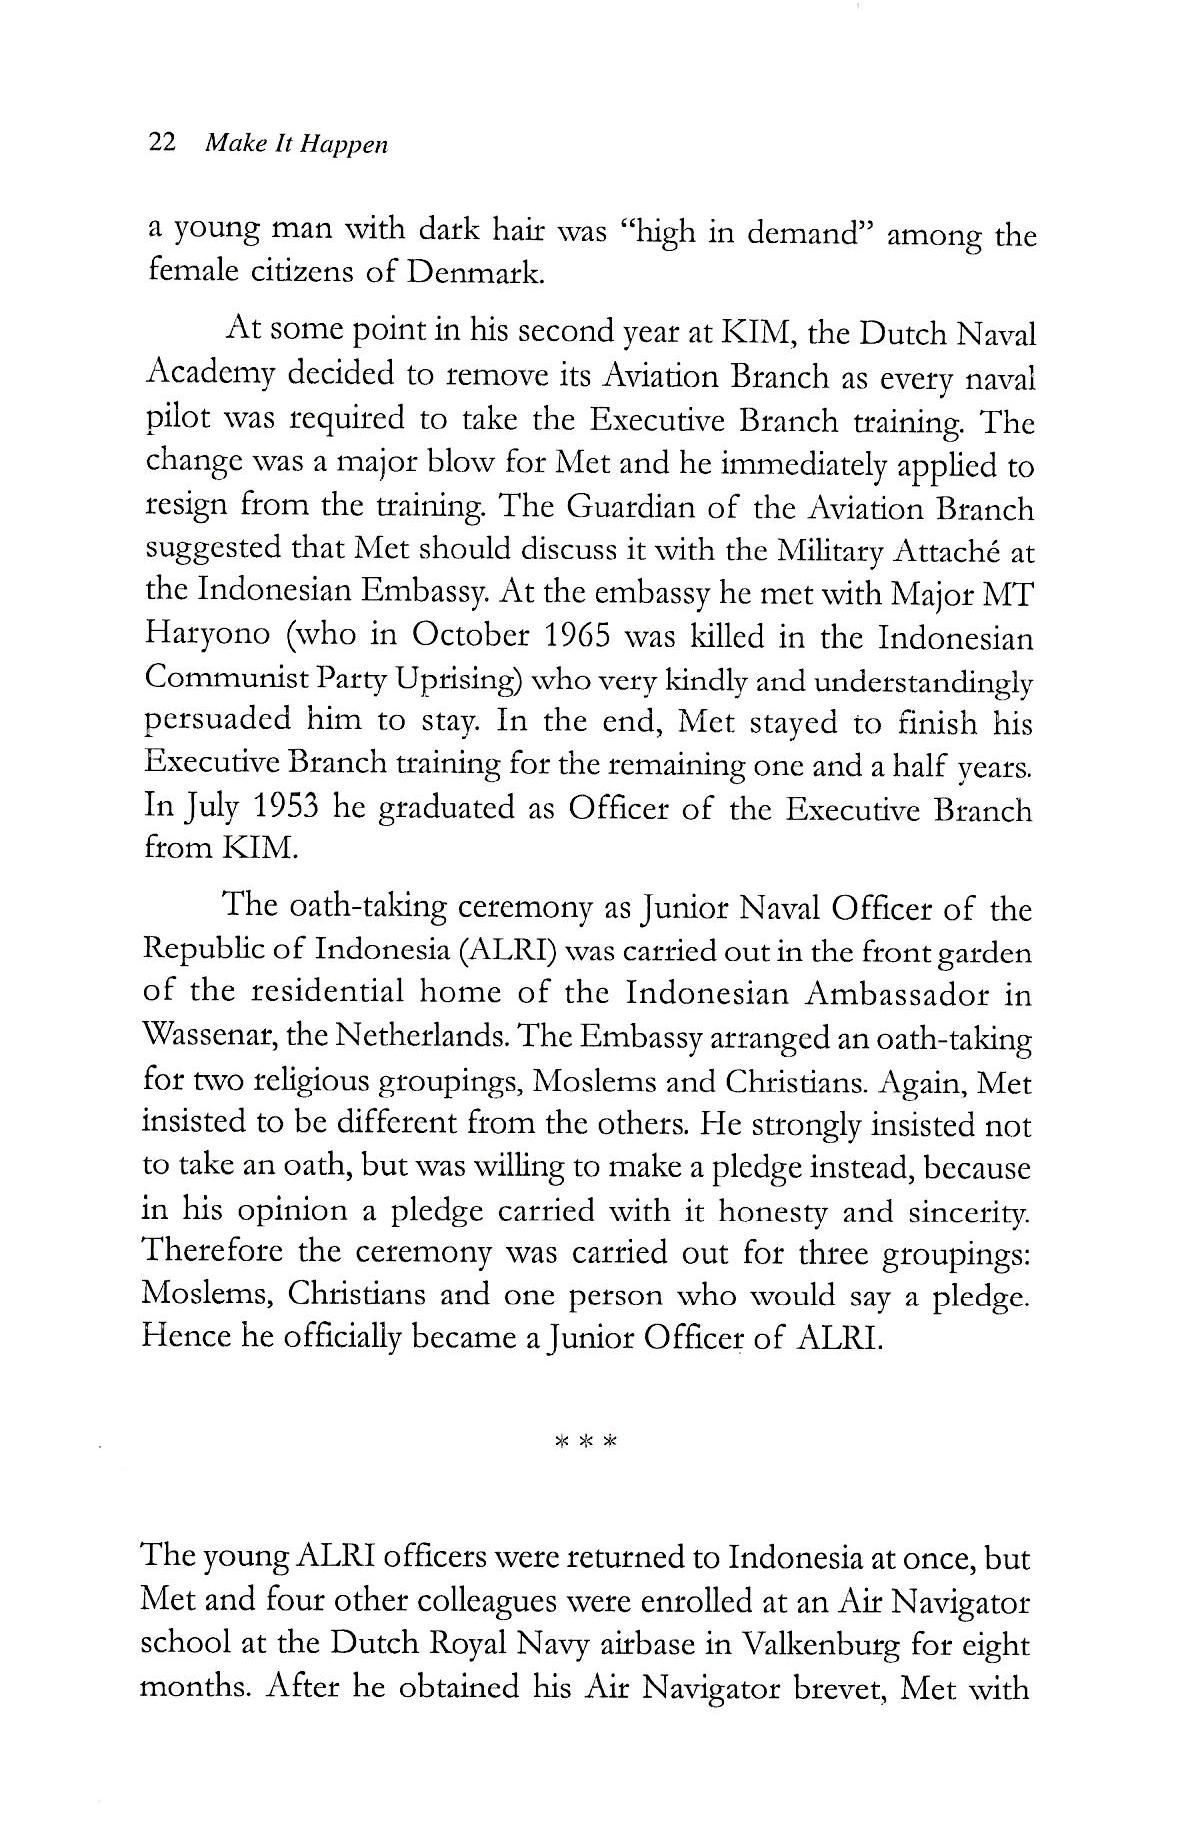 22 Make It Happen
a young man with dark hair was “high in demand” among the
female citizens of Denmark.
At some point in his second year at KIM, the Dutch Naval
Academy decided to remove its Aviation Branch as every naval
pilot was required to take the Executive Branch training. The
change was a major blow for Met and he immediately applied to
resign from the training. The Guardian of the Aviation Branch
suggested that Met should discuss it with the Military Attaché at
the Indonesian Embassy. At the embassy he met with Major MT
Haryono (who in October 1965 was killed in the Indonesian
Communist Party Uprising) who very kindly and understandingly
persuaded him to stay. In the end, Met stayed to finish his
Executive Branch training for the remaining one and a half years.
In July 1953 he graduated as Officer of the Executive Branch
from KIM.
The oath-taking ceremony as Junior Naval Officer of the
Republic of Indonesia (ALRI) was carried out in the front garden
of the residential home of the Indonesian Ambassador in
Wassenar, the Netherlands. The Embassy arranged an oath-taking
for two religious groupings, Moslems and Christians. Again, Met
insisted to be different from the others. He strongly insisted not
to take an oath, but was willing to make a pledge instead, because
in his opinion a pledge carried with it honesty and sincerity.
Therefore the ceremony was carried out for three groupings:
Moslems, Christians and one person who would say a pledge.
Hence he officially became a Junior Officer of ALRI.
* * *
The young ALRI officers were returned to Indonesia at once, but
Met and four other colleagues were enrolled at an Air Navigator
school at the Dutch Royal Navy airbase in Valkenburg for eight
months. After he obtained his Air Navigator brevet, Met with